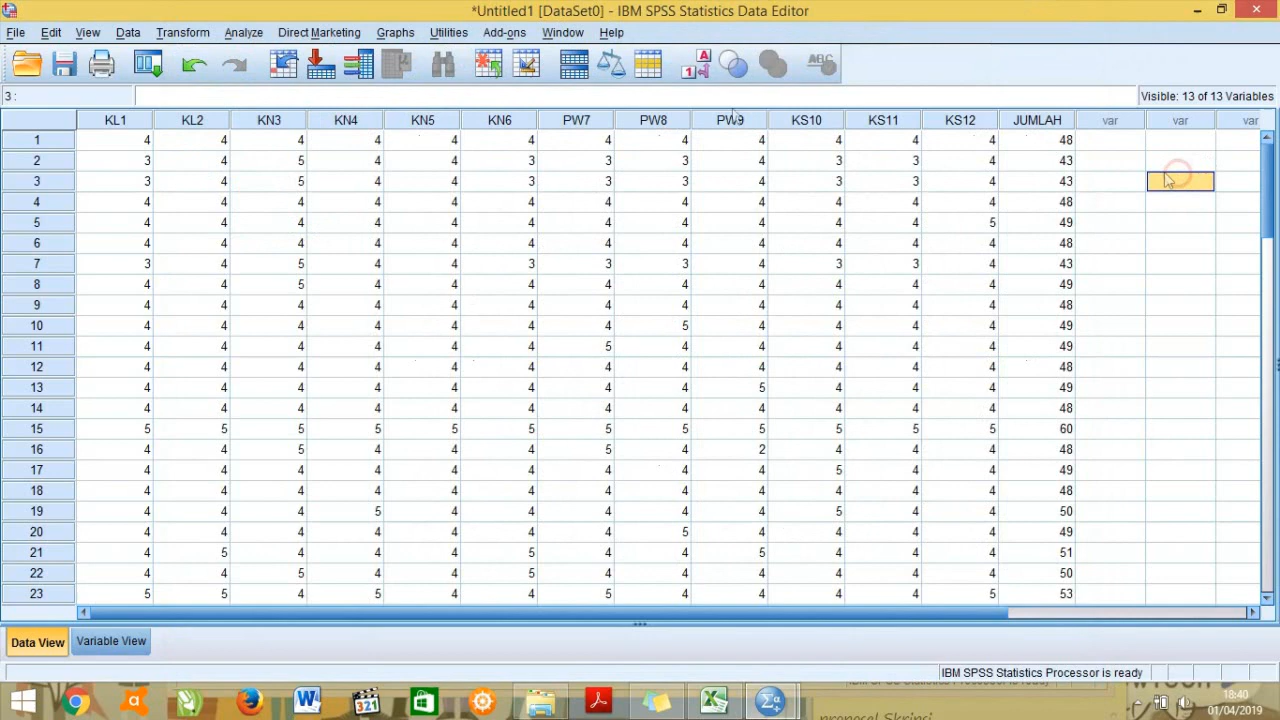 *Untitled1 [DataSet0] - IBM SPSS Statistics Data Editor
File Edit View Data Transform Analyze Direct Marketing Graphs Utilities Add-ons Window Help
3 : Visible: 13 of 13 Variables
KL1 KL2 KN3 KN4 KN5 KN6 PW7 PW8 PW9 KS10 KS11 KS12 JUMLAH var var var
1 4 4 4 4 4 4 4 4 4 4 4 4 48
2 3 4 5 4 4 3 3 3 4 3 3 4 43
3 3 4 5 4 4 3 3 3 4 3 3 4 43
4 4 4 4 4 4 4 4 4 4 4 4 4 48
5 4 4 4 4 4 4 4 4 4 4 4 5 49
6 4 4 4 4 4 4 4 4 4 4 4 4 48
7 3 4 5 4 4 3 3 3 4 3 3 4 43
8 4 4 5 4 4 4 4 4 4 4 4 4 49
9 4 4 4 4 4 4 4 4 4 4 4 4 48
10 4 4 4 4 4 4 4 5 4 4 4 4 49
11 4 4 4 4 4 4 5 4 4 4 4 4 49
12 4 4 4 4 4 4 4 4 4 4 4 4 48
13 4 4 4 4 4 4 4 4 5 4 4 4 49
14 4 4 4 4 4 4 4 4 4 4 4 4 48
15 5 5 5 5 5 5 5 5 5 5 5 5 60
16 4 4 5 4 4 4 5 4 2 4 4 4 48
17 4 4 4 4 4 4 4 4 4 5 4 4 49
18 4 4 4 4 4 4 4 4 4 4 4 4 48
19 4 4 4 5 4 4 4 4 4 5 4 4 50
20 4 4 4 4 4 4 4 5 4 4 4 4 49
21 4 5 4 4 4 5 4 4 5 4 4 4 51
22 4 4 5 4 4 5 4 4 4 4 4 4 50
23 5 5 4 5 4 4 5 4 4 4 4 5 53
Data View Variable View
IBM SPSS Statistics Processor is ready
18:40
proposal Skripsi
01/04/2019